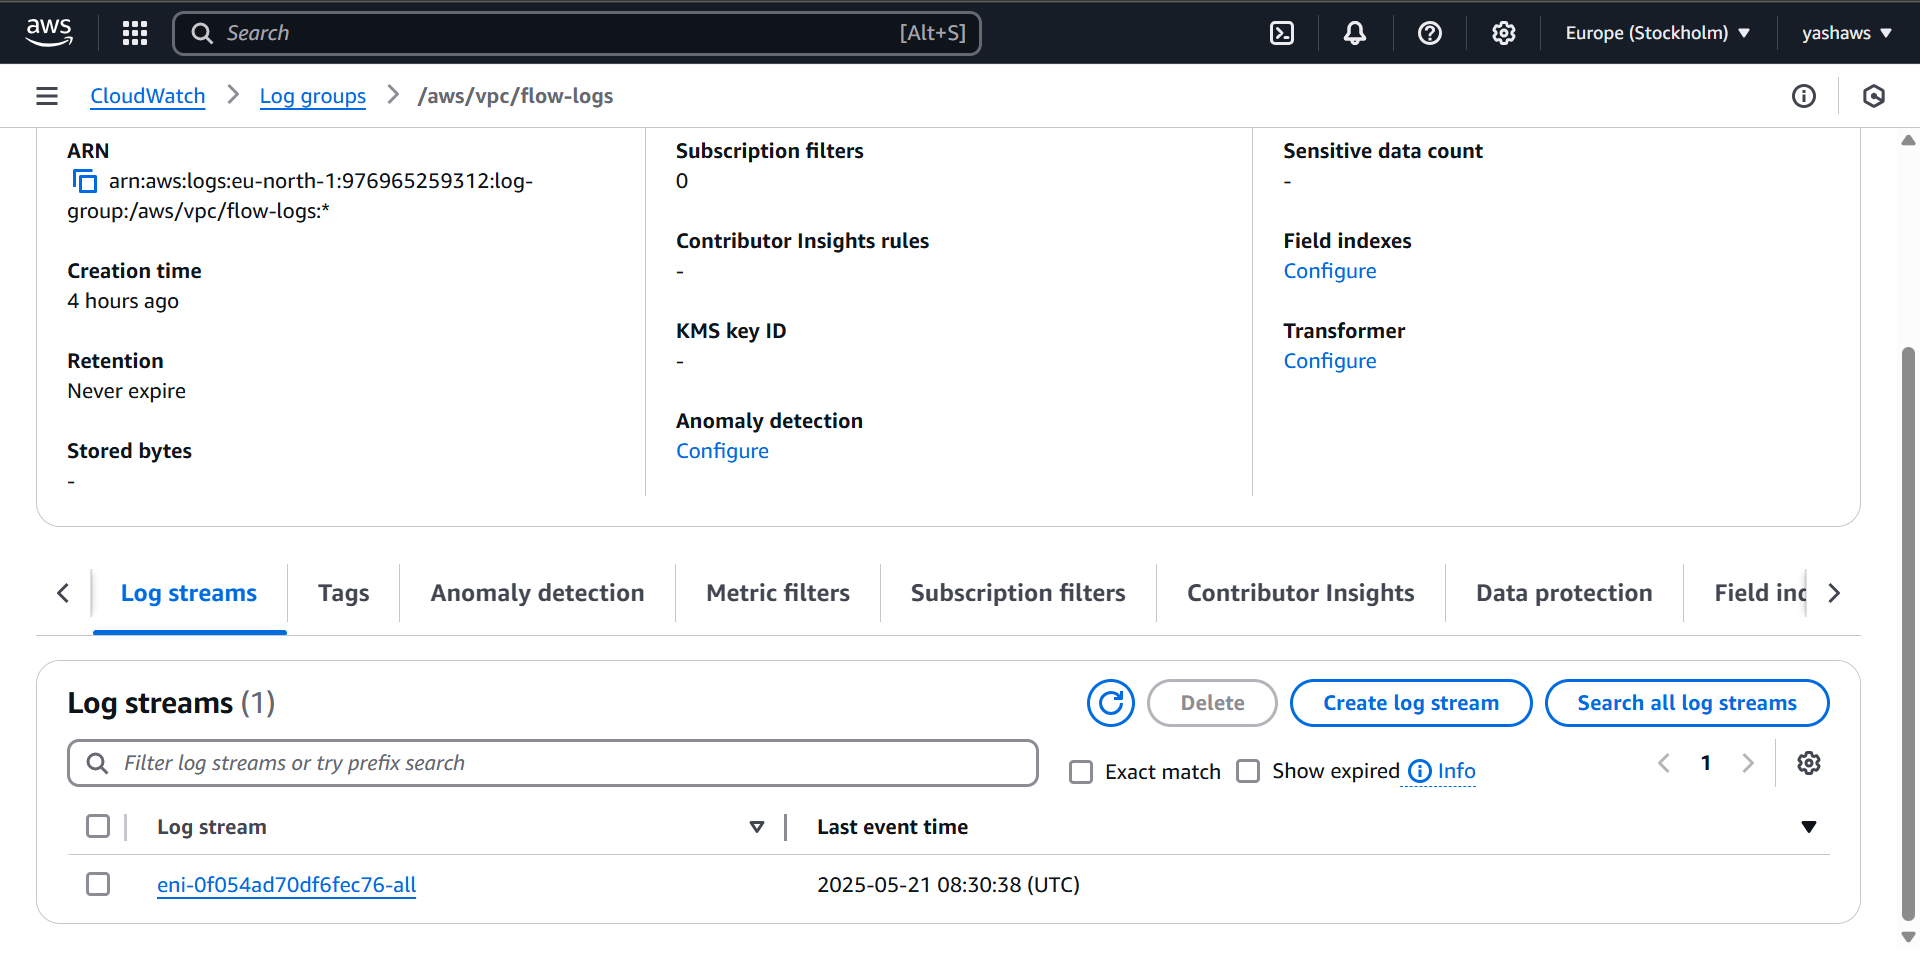 aws
Search [Alt+S]
Europe (Stockholm)
yashaws
CloudWatch
Log groups
/aws/vpc/flow-logs
ARN
arn:aws:logs:eu-north-1:976965259312:log-
group:/aws/vpc/flow-logs:*
Creation time
4 hours ago
Retention
Never expire
Stored bytes
-
Subscription filters
0
Contributor Insights rules
-
KMS key ID
-
Anomaly detection
Configure
Sensitive data count
-
Field indexes
Configure
Transformer
Configure
Log streams
Tags
Anomaly detection
Metric filters
Subscription filters
Contributor Insights
Data protection
Field inc
Log streams (1)
Delete
Create log stream
Search all log streams
Filter log streams or try prefix search
Exact match
Show expired
Info
1
Log stream
Last event time
eni-0f054ad70df6fec76-all
2025-05-21 08:30:38 (UTC)